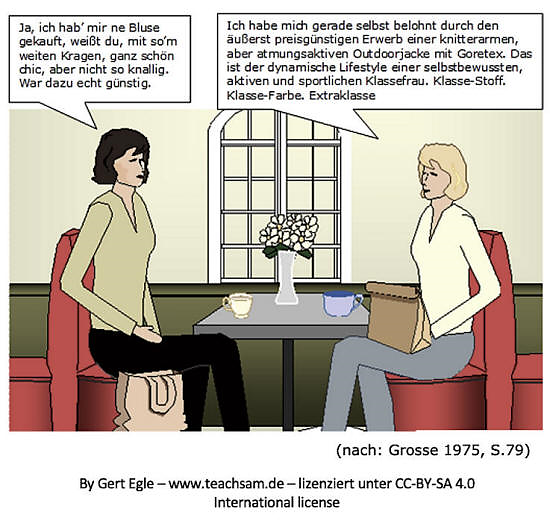 Ja, ich hab’ mir ne Bluse
gekauft, weißt du, mit so’m
weiten Kragen, ganz schön
chic, aber nicht so knallig.
War dazu echt günstig.
Ich habe mich gerade selbst belohnt durch den
äußerst preisgünstigen Erwerb einer knitterarmen,
aber atmungsaktiven Outdoorjacke mit Goretex. Das
ist der dynamische Lifestyle einer selbstbewussten,
aktiven und sportlichen Klassefrau. Klasse-Stoff.
Klasse-Farbe. Extraklasse
(nach: Grosse 1975, S.79)
By Gert Egle – www.teachsam.de – lizenziert unter CC-BY-SA 4.0
International license